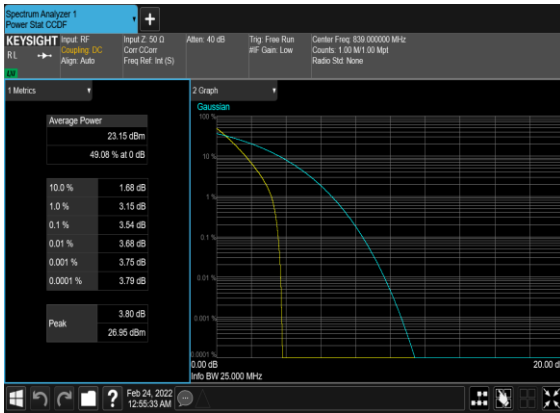 Spectrum Analyzer 1
Power Stat CCDF
+
KEYSIGHT
RL
LM
Input: RF
Coupling: DC
Align: Auto
Input Z: 50 Ω
Corr CCorr
Freq Ref: Int (S)
Atten: 40 dB
Trig: Free Run
#IF Gain: Low
Center Freq: 839.000000 MHz
Counts: 1.00 M/1.00 Mpt
Radio Std: None
1 Metrics
Average Power
23.15 dBm
49.08 % at 0 dB
10.0 % 1.68 dB
1.0 % 3.15 dB
0.1 % 3.54 dB
0.01 % 3.68 dB
0.001 % 3.75 dB
0.0001 % 3.79 dB
Peak
3.80 dB
26.95 dBm
2 Graph
Gaussian
100 %
10 %
1 %
0.1 %
0.01 %
0.001 %
0.0001 %
0.00 dB
20.00 d
Info BW 25.000 MHz
?
Feb 24, 2022
12:55:33 AM